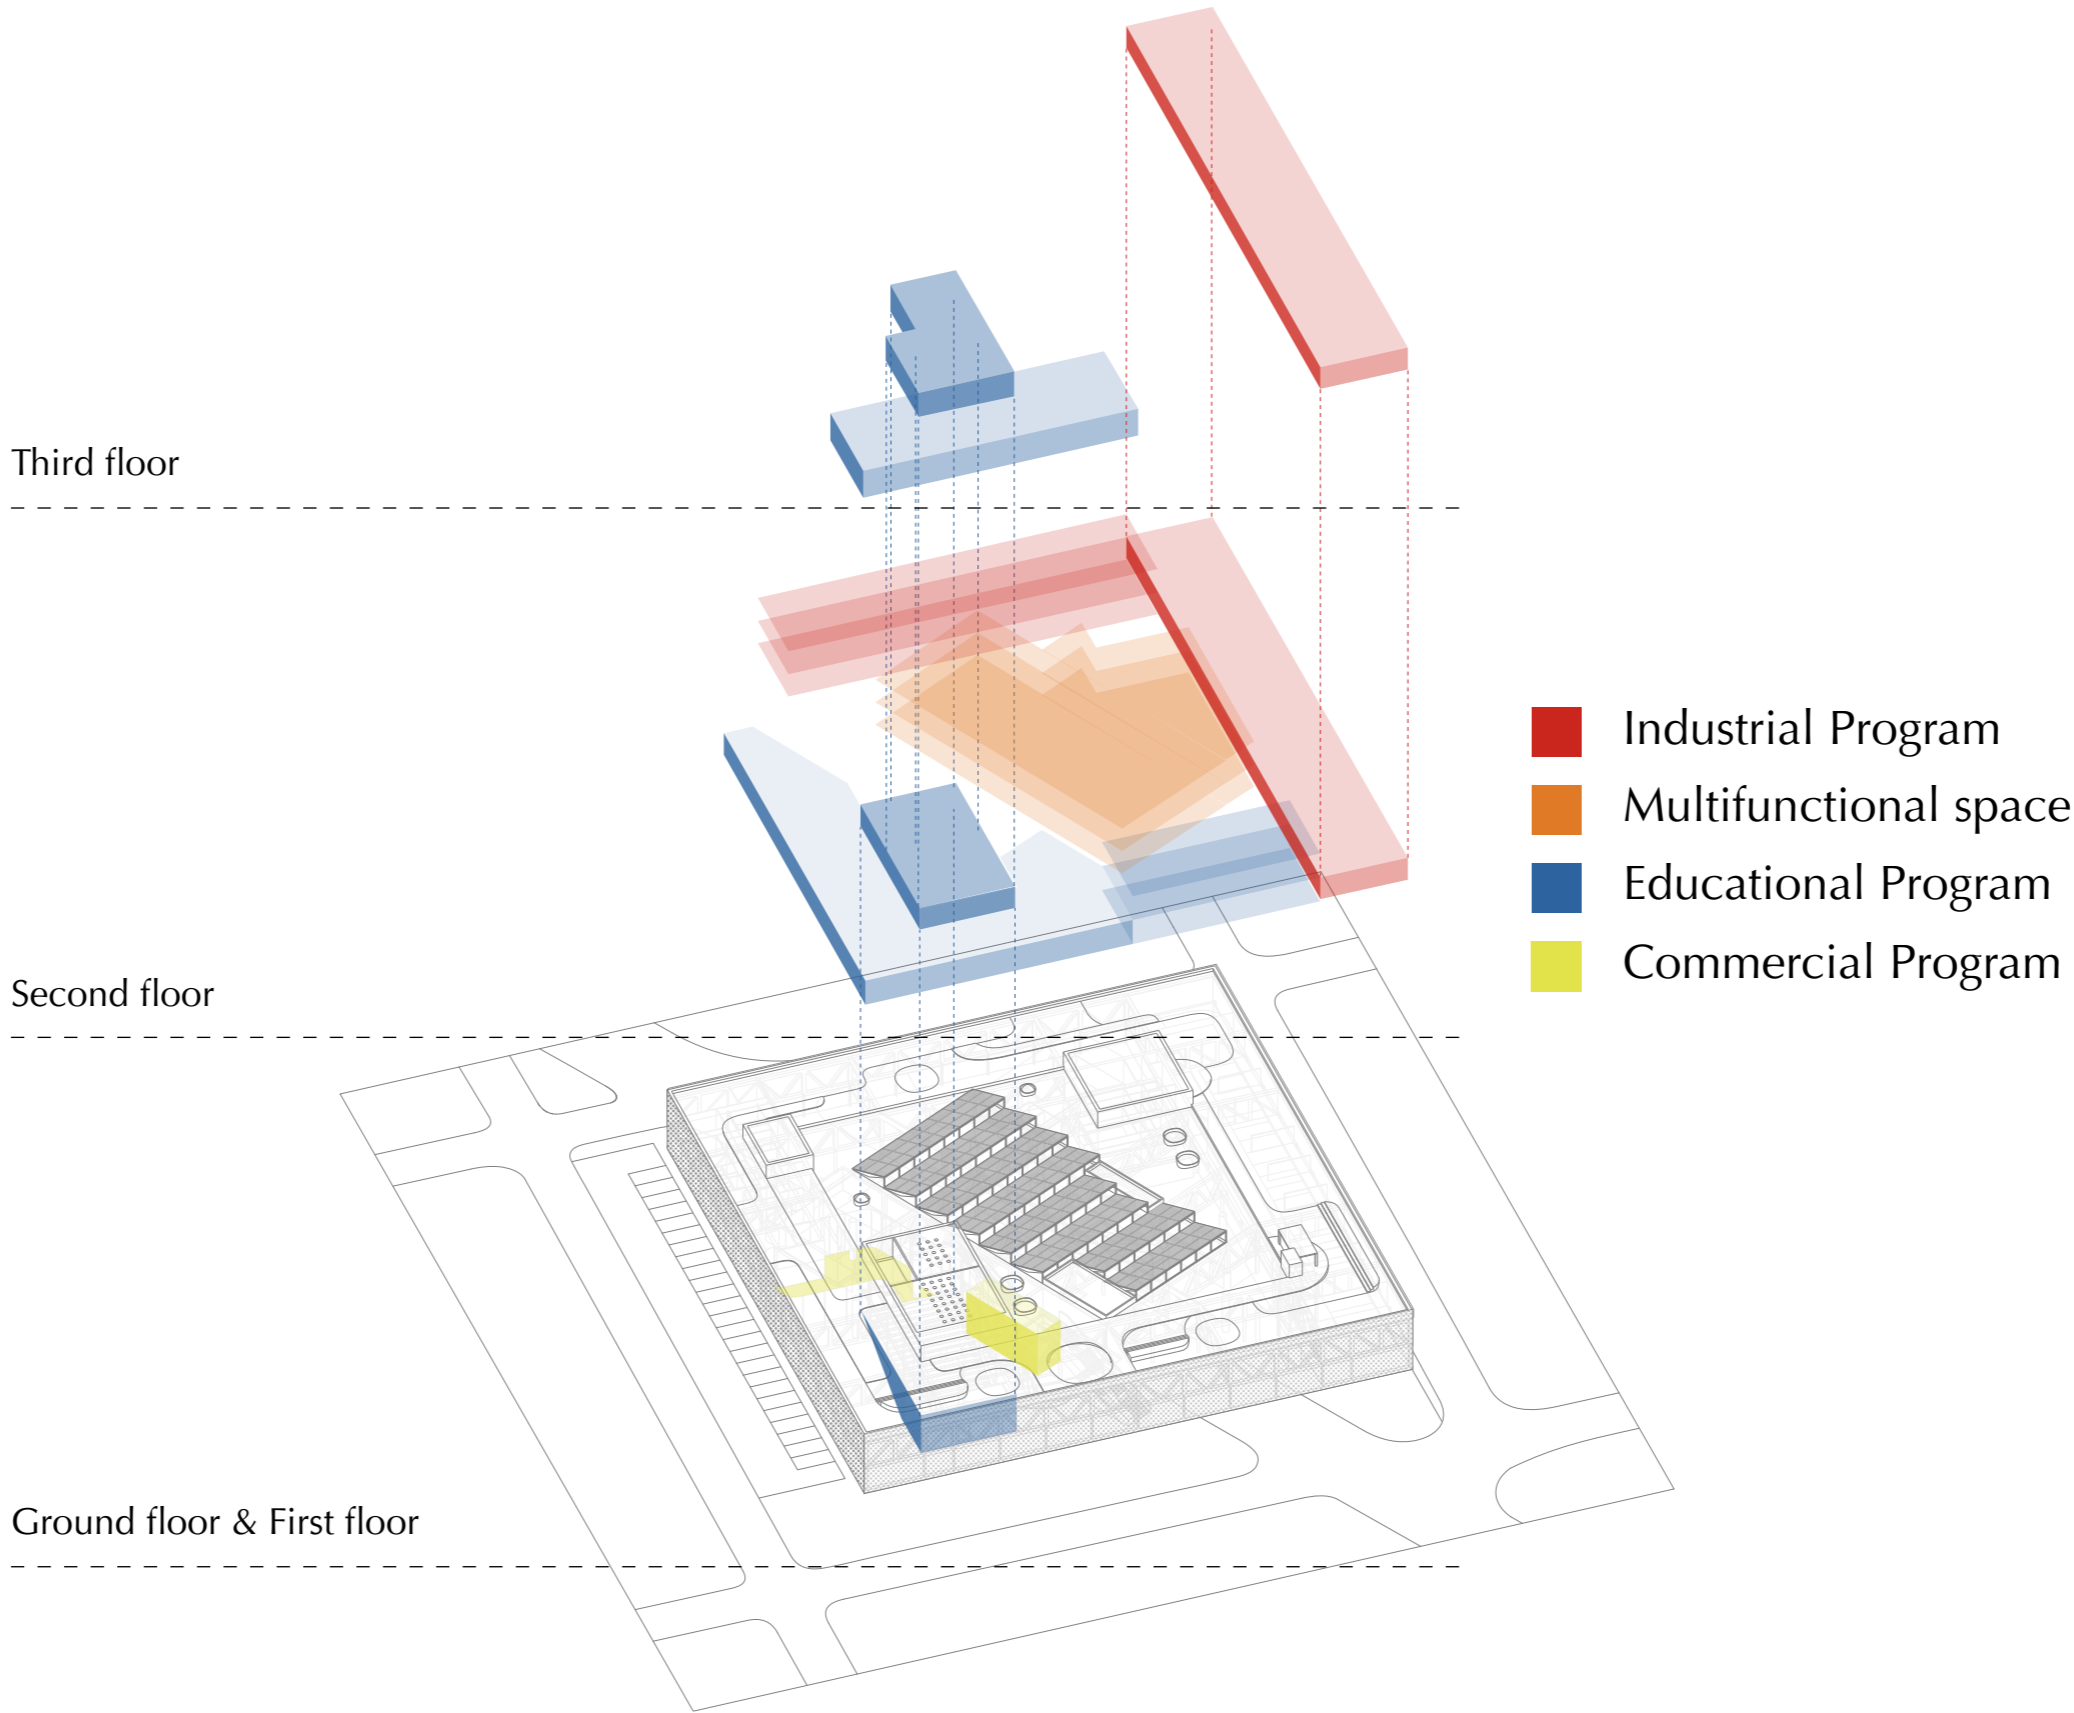 Third floor
Second floor
Ground floor & First floor
Industrial Program
Multifunctional space
Educational Program
Commercial Program